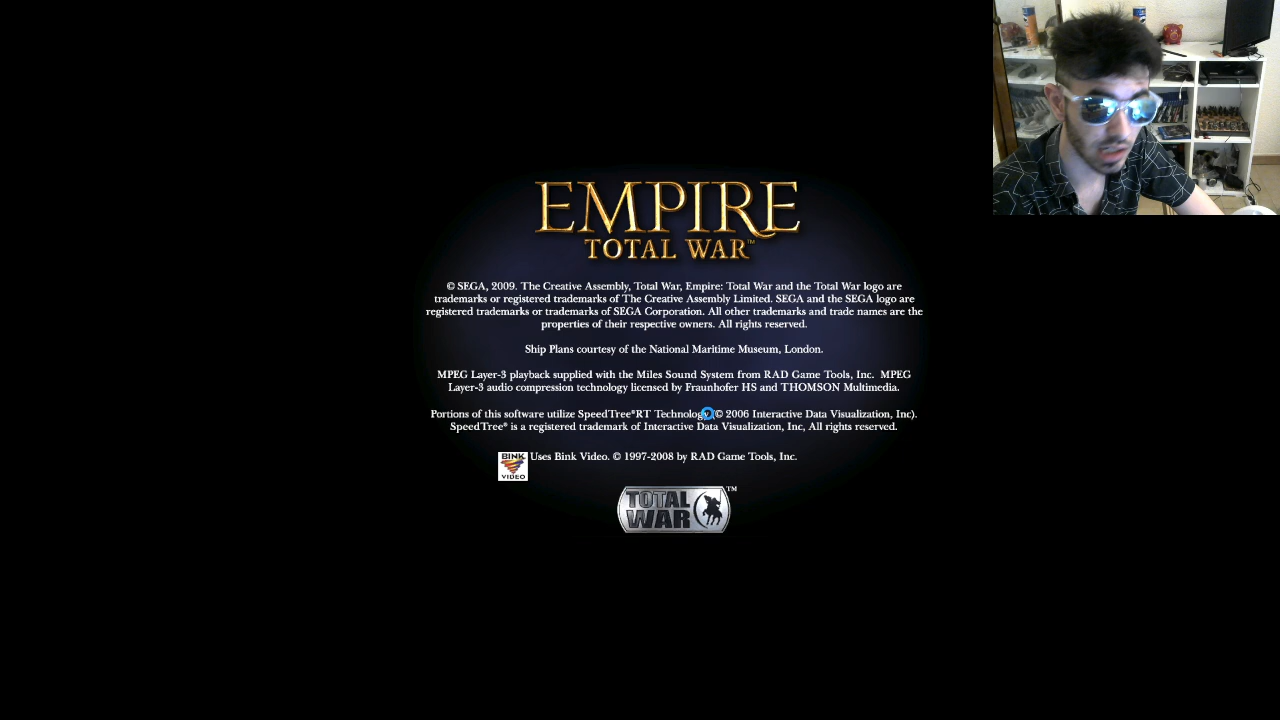 EMPIRE
TOTAL WAR™
© SEGA, 2009. The Creative Assembly, Total War, Empire: Total War and the Total War logo are
trademarks or registered trademarks of The Creative Assembly Limited. SEGA and the SEGA logo are
registered trademarks or trademarks of SEGA Corporation. All other trademarks and trade names are the
properties of their respective owners. All rights reserved.
Ship Plans courtesy of the National Maritime Museum, London.
MPEG Layer-3 playback supplied with the Miles Sound System from RAD Game Tools, Inc. MPEG
Layer-3 audio compression technology licensed by Fraunhofer HS and THOMSON Multimedia.
Portions of this software utilize SpeedTree®RT Technology (© 2006 Interactive Data Visualization, Inc).
SpeedTree® is a registered trademark of Interactive Data Visualization, Inc, All rights reserved.
BINK
VIDEO
Uses Bink Video. © 1997-2008 by RAD Game Tools, Inc.
TOTAL
WAR
™